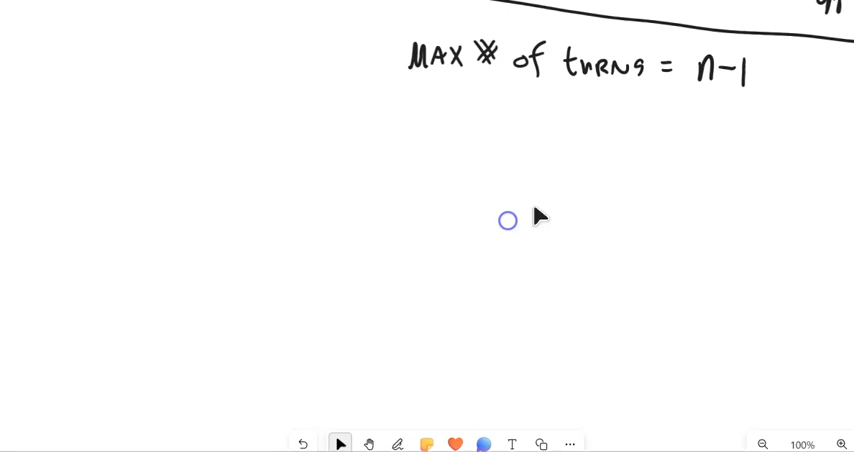 MAX # of turns = n-1
100%